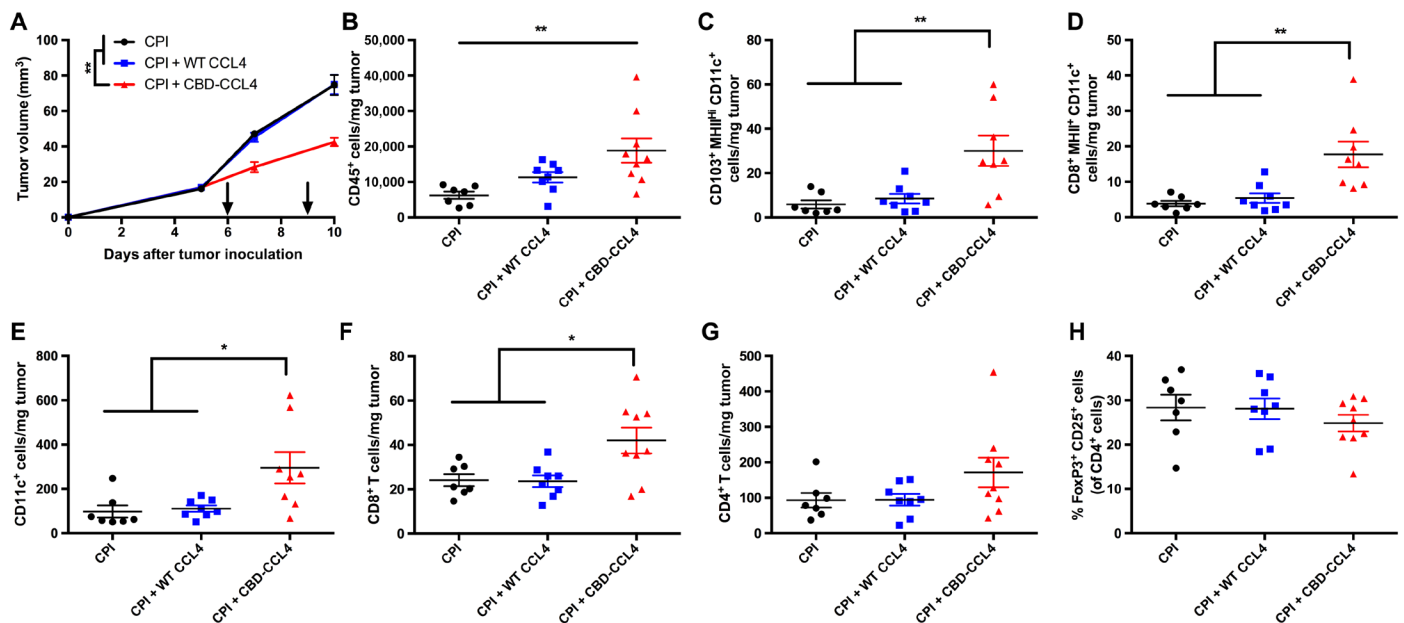 A
Tumor volume (mm³)
100
80
60
40
20
0
0 2 4 6 8 10
Days after tumor inoculation
**
CPI
CPI + WT CCL4
CPI + CBD-CCL4
B
CD45⁺ cells/mg tumor
50,000
40,000
30,000
20,000
10,000
0
**
CPI
CPI + WT CCL4
CPI + CBD-CCL4
C
CD103⁺ MHII^Hi CD11c⁺
cells/mg tumor
100
80
60
40
20
0
**
CPI
CPI + WT CCL4
CPI + CBD-CCL4
D
CD8⁺ MHII⁺ CD11c⁺
cells/mg tumor
50
40
30
20
10
0
**
CPI
CPI + WT CCL4
CPI + CBD-CCL4
E
CD11c⁺ cells/mg tumor
800
600
400
200
0
*
CPI
CPI + WT CCL4
CPI + CBD-CCL4
F
CD8⁺ T cells/mg tumor
80
60
40
20
0
*
CPI
CPI + WT CCL4
CPI + CBD-CCL4
G
CD4⁺ T cells/mg tumor
500
400
300
200
100
0
CPI
CPI + WT CCL4
CPI + CBD-CCL4
H
% FoxP3⁺ CD25⁺ cells
(of CD4⁺ cells)
40
30
20
10
0
CPI
CPI + WT CCL4
CPI + CBD-CCL4